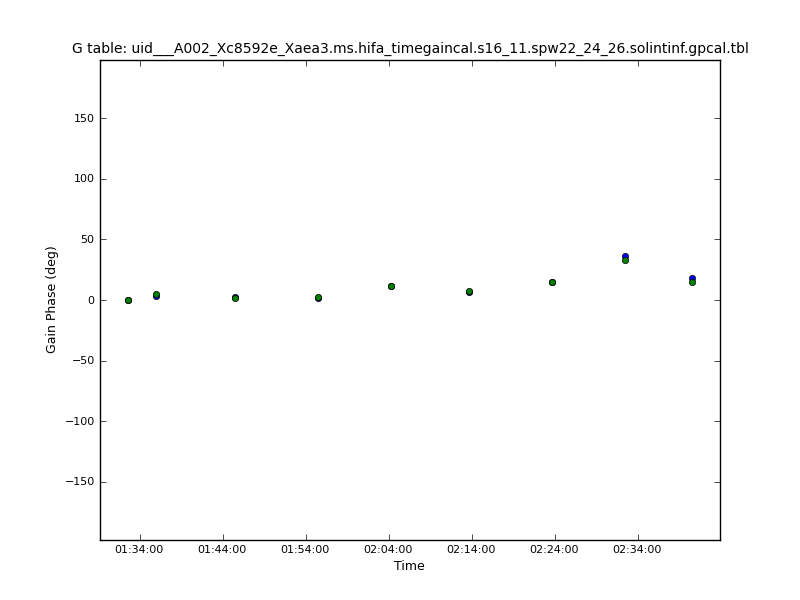 G table: uid___A002_Xc8592e_Xaea3.ms.hifa_timegaincal.s16_11.spw22_24_26.solintinf.gpcal.tbl
150
100
50
0
−50
−100
−150
Gain Phase (deg)
01:34:00 01:44:00 01:54:00 02:04:00 02:14:00 02:24:00 02:34:00
Time